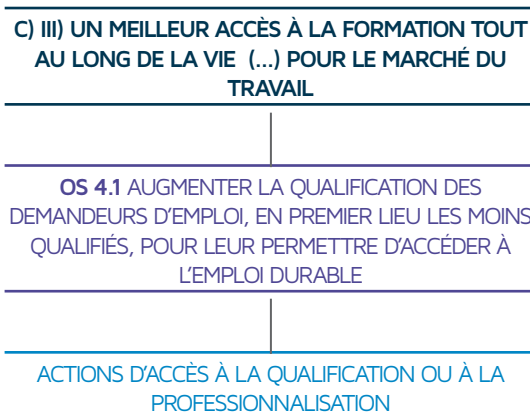 C) III) UN MEILLEUR ACCÈS À LA FORMATION TOUT
AU LONG DE LA VIE (...) POUR LE MARCHÉ DU
TRAVAIL
OS 4.1 AUGMENTER LA QUALIFICATION DES
DEMANDEURS D'EMPLOI, EN PREMIER LIEU LES MOINS
QUALIFIÉS, POUR LEUR PERMETTRE D'ACCÉDER À
L'EMPLOI DURABLE
ACTIONS D'ACCÈS À LA QUALIFICATION OU À LA
PROFESSIONNALISATION